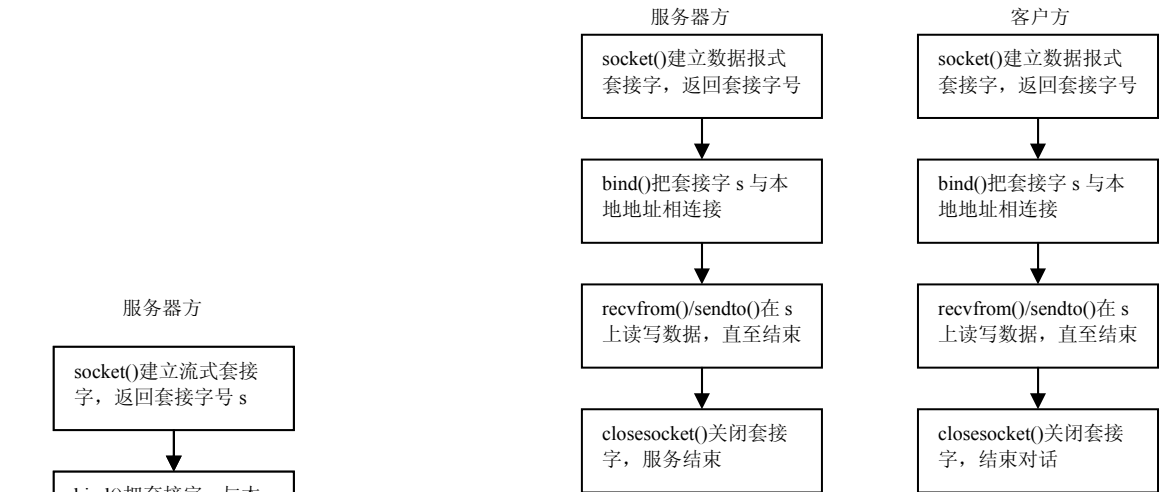 服务器方
socket()建立数据报式
套接字，返回套接字号
bind()把套接字 s 与本
地地址相连接
recvfrom()/sendto()在 s
上读写数据，直至结束
closesocket()关闭套接
字，服务结束
客户方
socket()建立数据报式
套接字，返回套接字号
bind()把套接字 s 与本
地地址相连接
recvfrom()/sendto()在 s
上读写数据，直至结束
closesocket()关闭套接
字，结束对话
服务器方
socket()建立流式套接
字，返回套接字号 s